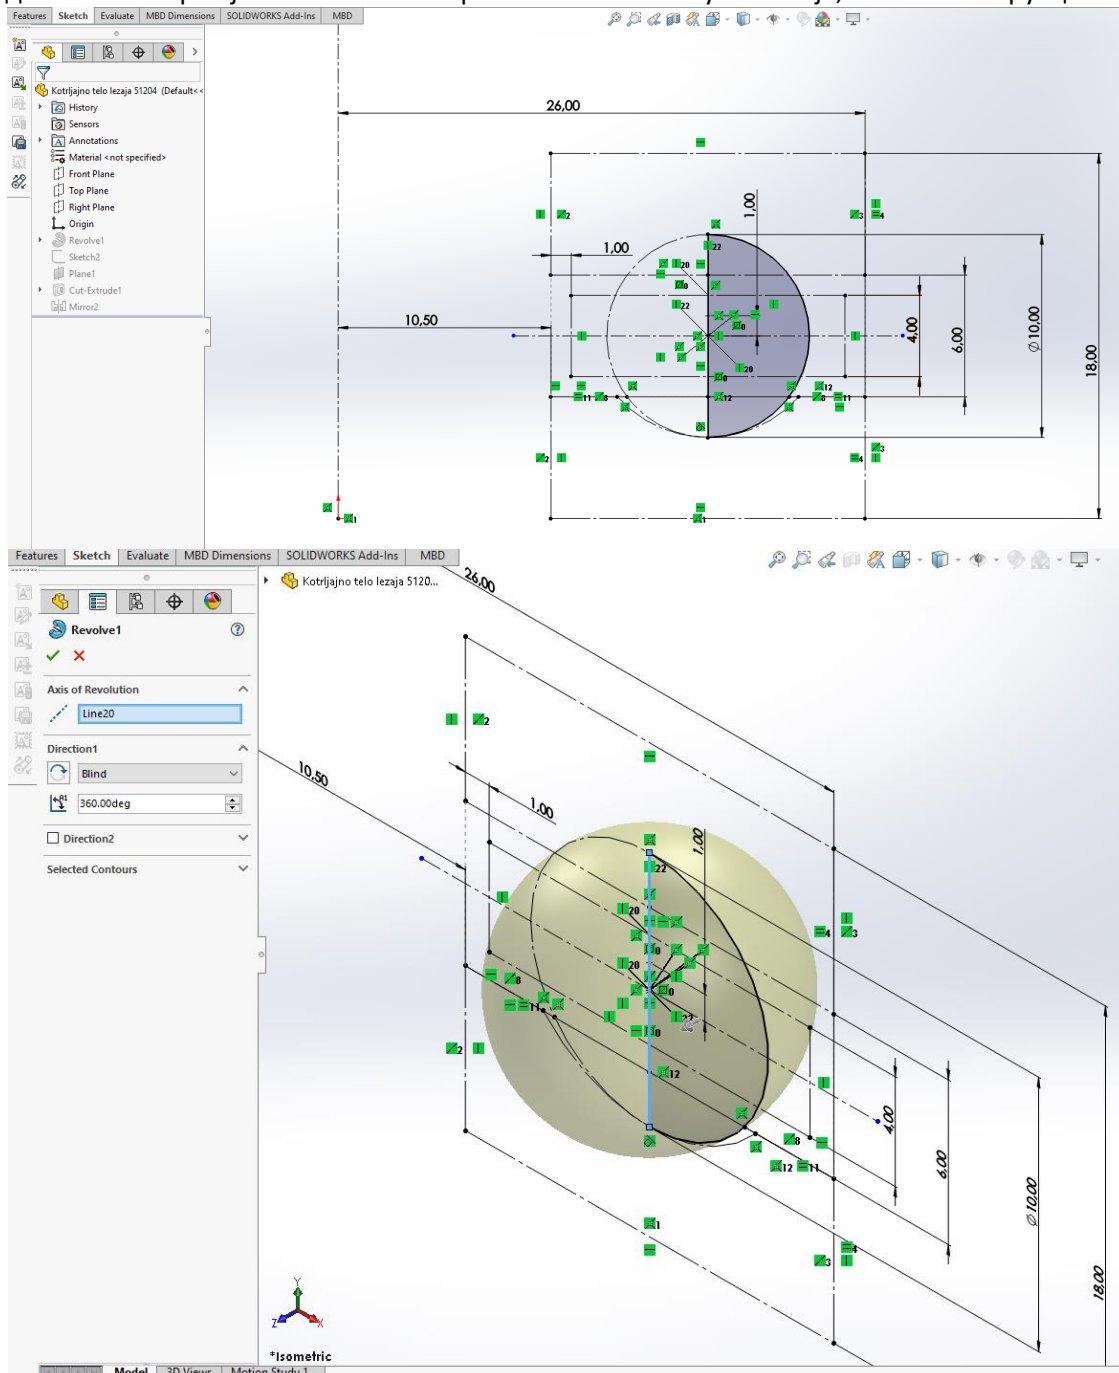 Features Sketch Evaluate MBD Dimensions SOLIDWORKS Add-Ins MBD
Kotrljajno telo lezaja 51204 (Default<<
History
Sensors
Annotations
Material <not specified>
Front Plane
Top Plane
Right Plane
Origin
Revolve1
Sketch2
Plane1
Cut-Extrude1
Mirror2
26,00
1,00
1,00
10,50
4,00
6,00
∅10,00
18,00
Features Sketch Evaluate MBD Dimensions SOLIDWORKS Add-Ins MBD
Kotrljajno telo lezaja 5120...
Revolve1
Axis of Revolution
Line20
Direction1
Blind
360.00deg
Direction2
Selected Contours
26,00
10,50
1,00
1,00
4,00
6,00
∅10,00
18,00
Y
Z
X
*Isometric
Model 3D Views Motion Study 1